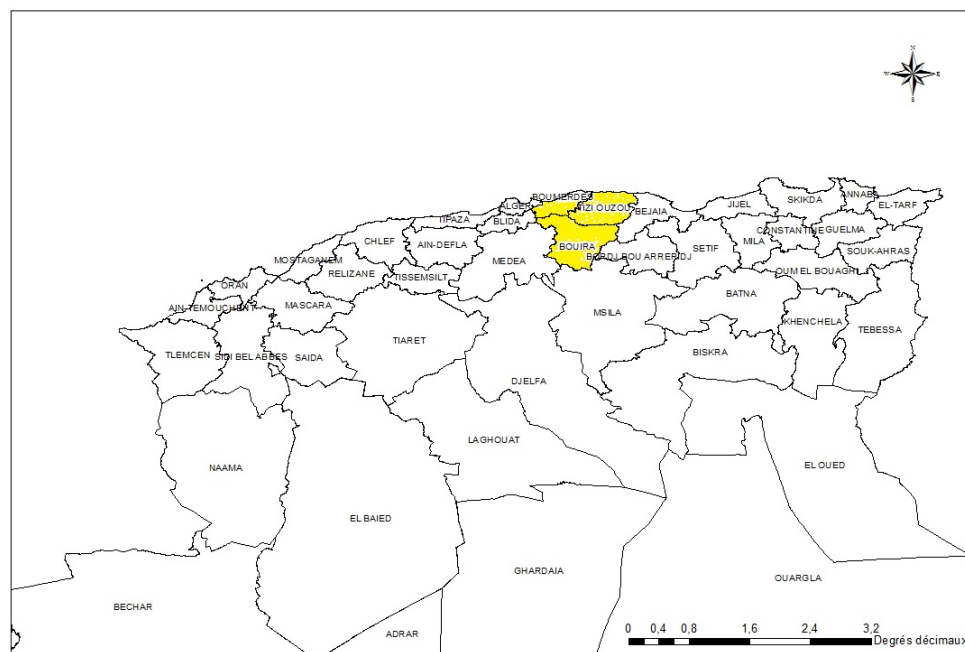 N
W E
S
BOUMERDES
ALGER
TIZI OUZOU
TIPAZA
BLIDA
BEJAIA
JIJEL
SKIKDA
ANNABA
EL-TARF
CHLEF
AIN-DEFLA
BOUIRA
MEDEA
BORDJ BOU ARRERIDJ
SETIF
MILA
CONSTANTINE
GUELMA
SOUK-AHRAS
MOSTAGANEM
RELIZANE
TISSEMSILT
OUM EL BOUAGHI
ORAN
AIN-TEMOUCHENT
MASCARA
MSILA
BATNA
KHENCHELA
TEBESSA
TLEMCEN
SIDI BEL ABBES
SAIDA
TIARET
BISKRA
DJELFA
LAGHOUAT
NAAMA
EL OUED
EL BAIED
GHARDAIA
OUARGLA
BECHAR
ADRAR
0 0,4 0,8 1,6 2,4 3,2
Degrés décimaux